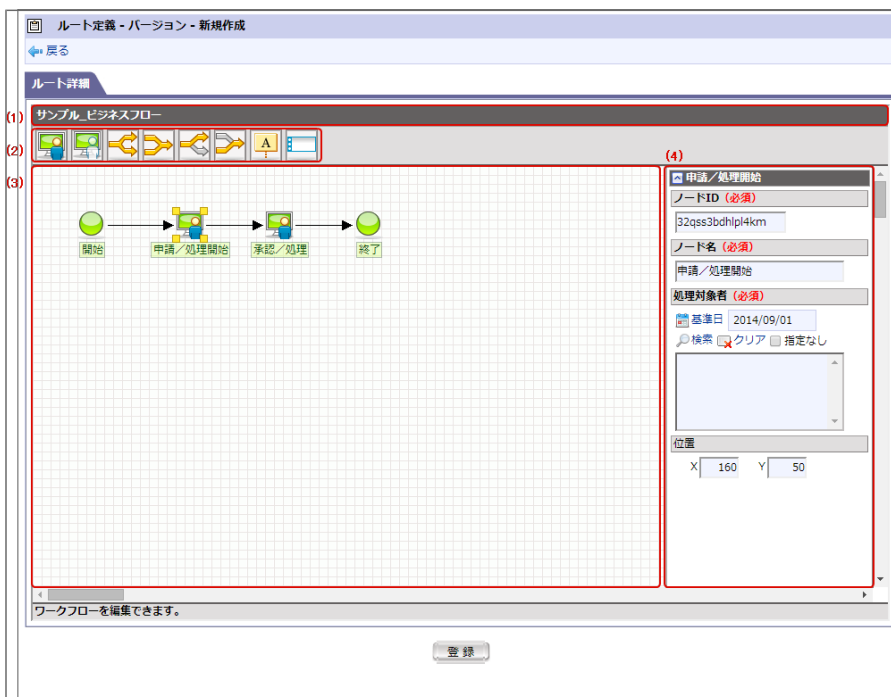 ルート定義 - バージョン - 新規作成
戻る
ルート詳細
(1)
サンプル_ビジネスフロー
(2)
A
(3)
(4)
開始
申請／処理開始
承認／処理
終了
申請／処理開始
ノードID (必須)
32qss3bdhlpl4km
ノード名 (必須)
申請／処理開始
処理対象者 (必須)
基準日 2014/09/01
検索 クリア 指定なし
位置
X 160 Y 50
ワークフローを編集できます。
登録